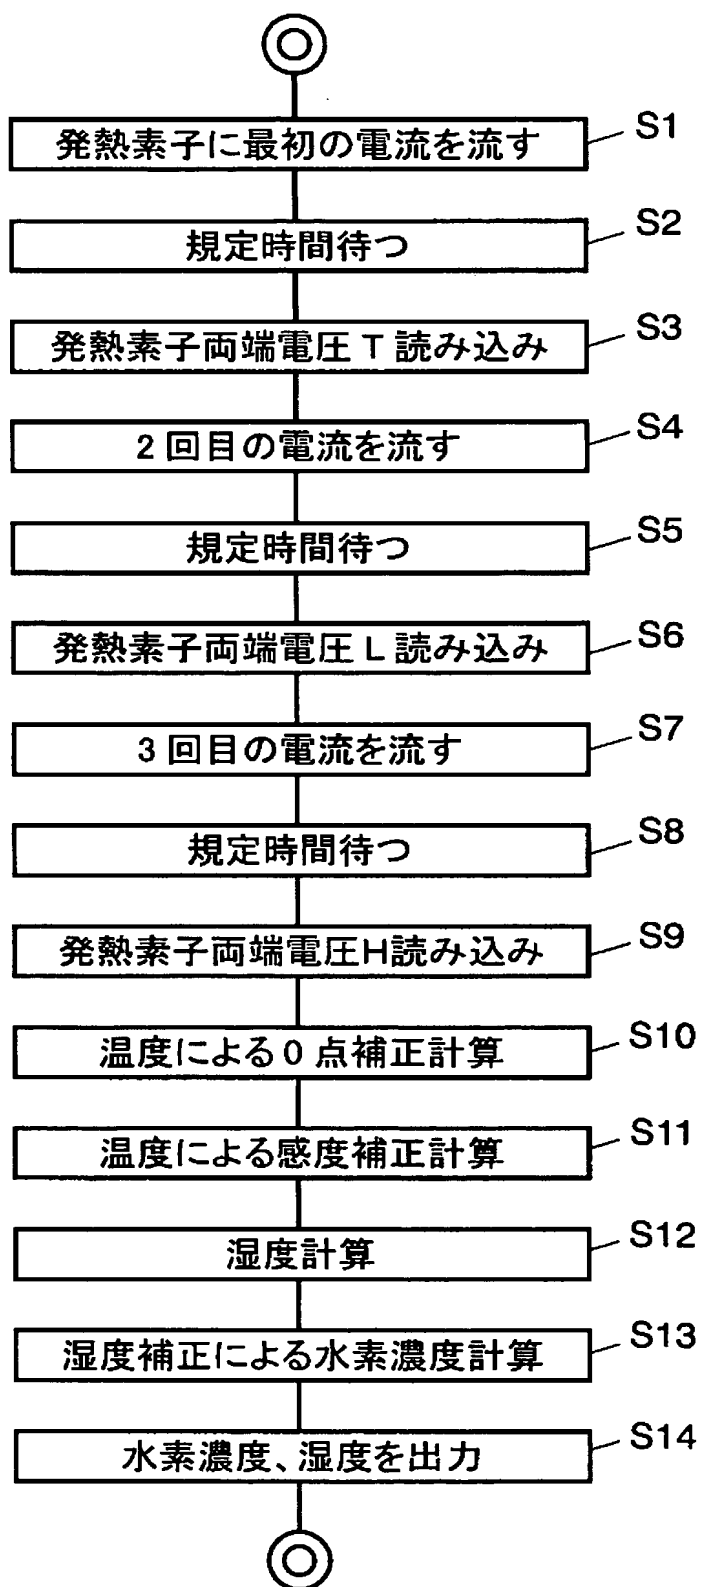 発熱素子に最初の電流を流す S1
規定時間待つ S2
発熱素子両端電圧T読み込み S3
2回目の電流を流す S4
規定時間待つ S5
発熱素子両端電圧L読み込み S6
3回目の電流を流す S7
規定時間待つ S8
発熱素子両端電圧H読み込み S9
温度による0点補正計算 S10
温度による感度補正計算 S11
湿度計算 S12
湿度補正による水素濃度計算 S13
水素濃度、湿度を出力 S14